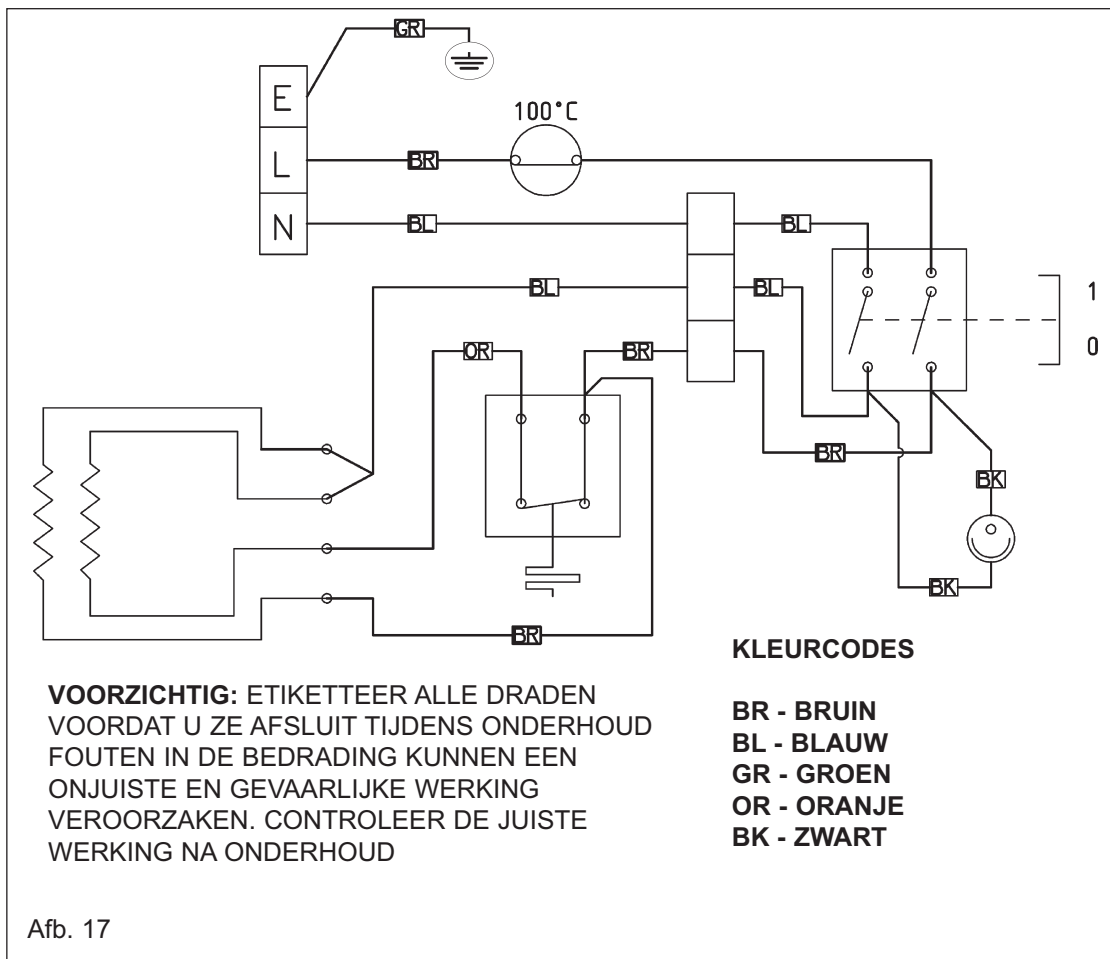 GR
E
100°C
L
BR
N
BL
BL
BL
BL
1
0
OR
BR
BR
BK
BK
BR
KLEURCODES
VOORZICHTIG: ETIKETTEER ALLE DRADEN
VOORDAT U ZE AFSLUIT TIJDENS ONDERHOUD
FOUTEN IN DE BEDRADING KUNNEN EEN
ONJUISTE EN GEVAARLIJKE WERKING
VEROORZAKEN. CONTROLEER DE JUISTE
WERKING NA ONDERHOUD
BR - BRUIN
BL - BLAUW
GR - GROEN
OR - ORANJE
BK - ZWART
Afb. 17